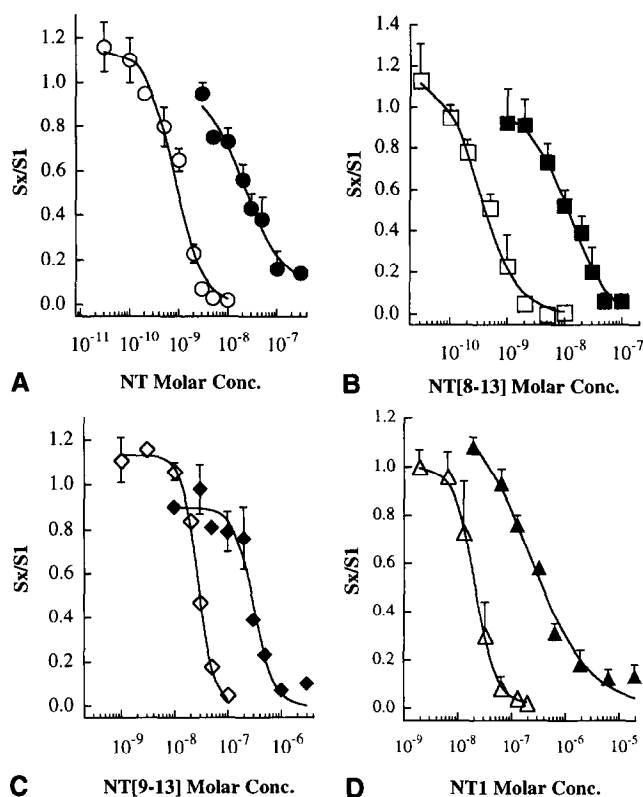 Sx/S1
1.2
1.0
0.8
0.6
0.4
0.2
0.0
10⁻¹¹ 10⁻¹⁰ 10⁻⁹ 10⁻⁸ 10⁻⁷
A
NT Molar Conc.
Sx/S1
1.2
1.0
0.8
0.6
0.4
0.2
0.0
10⁻¹⁰ 10⁻⁹ 10⁻⁸ 10⁻⁷
B
NT[8-13] Molar Conc.
Sx/S1
1.2
1.0
0.8
0.6
0.4
0.2
0.0
10⁻⁹ 10⁻⁸ 10⁻⁷ 10⁻⁶
C
NT[9-13] Molar Conc.
Sx/S1
1.2
1.0
0.8
0.6
0.4
0.2
0.0
10⁻⁹ 10⁻⁸ 10⁻⁷ 10⁻⁶ 10⁻⁵
D
NT1 Molar Conc.